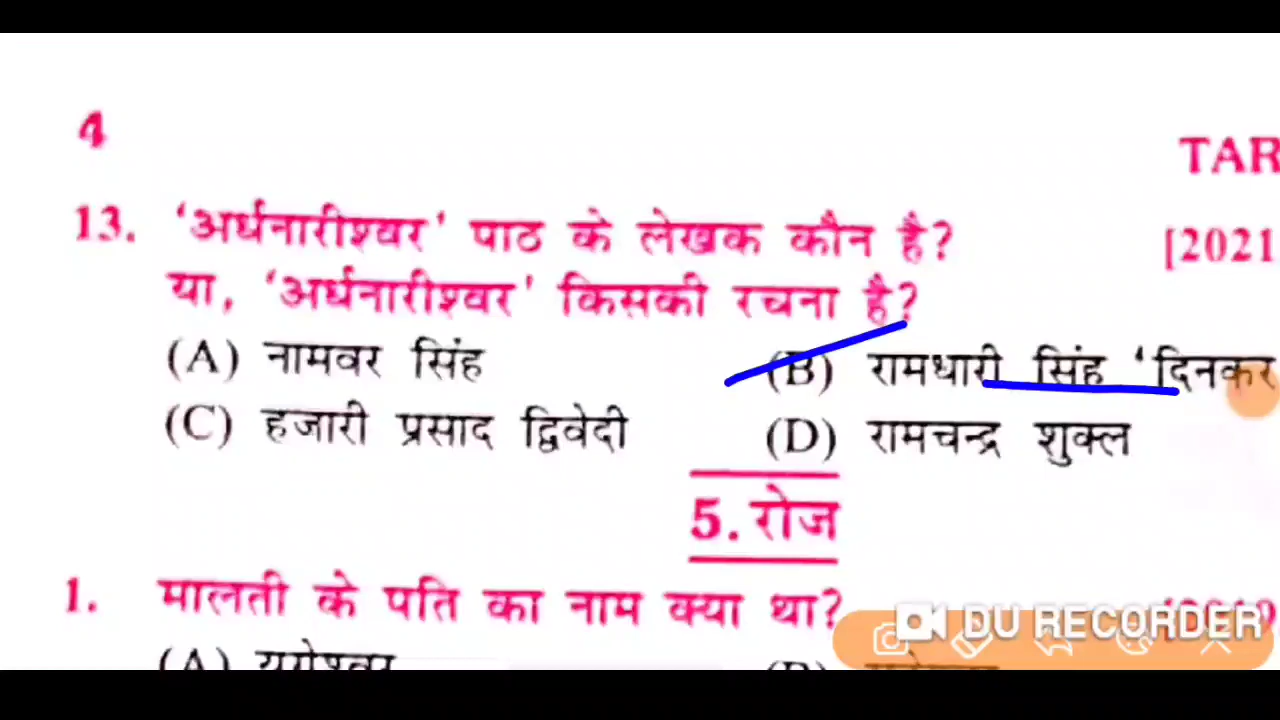 4
TAR
13. 'अर्धनारीश्वर' पाठ के लेखक कौन है? [2021
या, 'अर्धनारीश्वर' किसकी रचना है?
(A) नामवर सिंह (B) रामधारी सिंह 'दिनकर
(C) हजारी प्रसाद द्विवेदी (D) रामचन्द्र शुक्ल
5. रोज
1. मालती के पति का नाम क्या था?
DU RECORDER
(A)